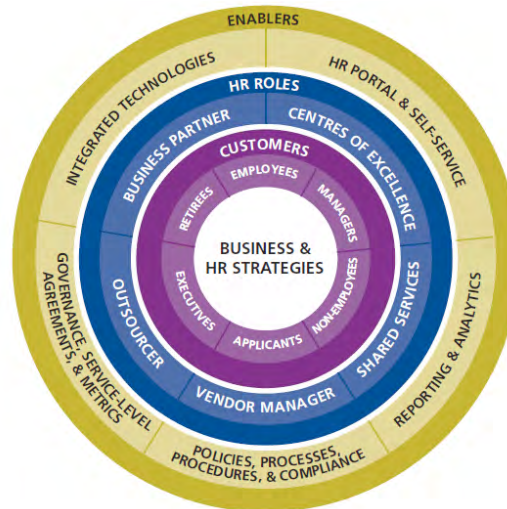 ENABLERS
INTEGRATED TECHNOLOGIES
HR PORTAL & SELF-SERVICE
REPORTING & ANALYTICS
POLICIES, PROCESSES,
PROCEDURES, & COMPLIANCE
GOVERNANCE, SERVICE-LEVEL
AGREEMENTS, & METRICS
HR ROLES
BUSINESS PARTNER
CENTRES OF EXCELLENCE
SHARED SERVICES
VENDOR MANAGER
OUTSOURCER
CUSTOMERS
EMPLOYEES
MANAGERS
NON-EMPLOYEES
APPLICANTS
EXECUTIVES
RETIREES
BUSINESS &
HR STRATEGIES